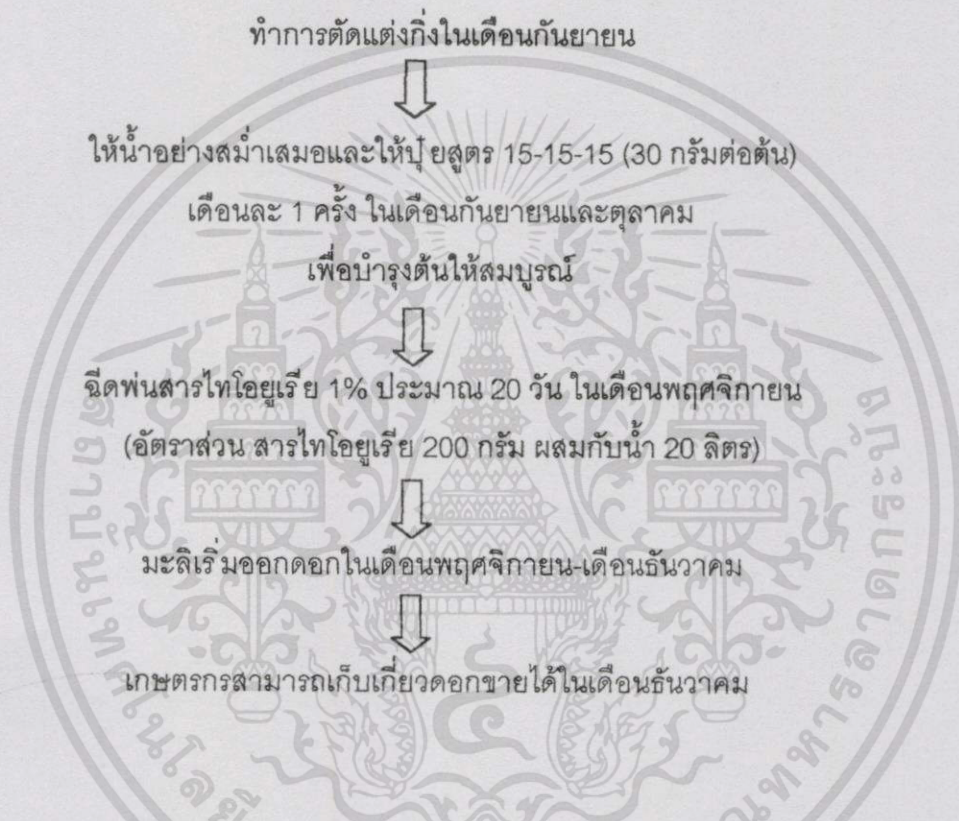 ทำการตัดแต่งกิ่งในเดือนกันยายน
ให้น้ำอย่างสม่ำเสมอและให้ปุ๋ยสูตร 15-15-15 (30 กรัมต่อต้น)
เดือนละ 1 ครั้ง ในเดือนกันยายนและตุลาคม
เพื่อบำรุงต้นให้สมบูรณ์
ฉีดพ่นสารไทโอยูเรีย 1% ประมาณ 20 วัน ในเดือนพฤศจิกายน
(อัตราส่วน สารไทโอยูเรีย 200 กรัม ผสมกับน้ำ 20 ลิตร)
มะลิเริ่มออกดอกในเดือนพฤศจิกายน-เดือนธันวาคม
เกษตรกรสามารถเก็บเกี่ยวดอกขายได้ในเดือนธันวาคม